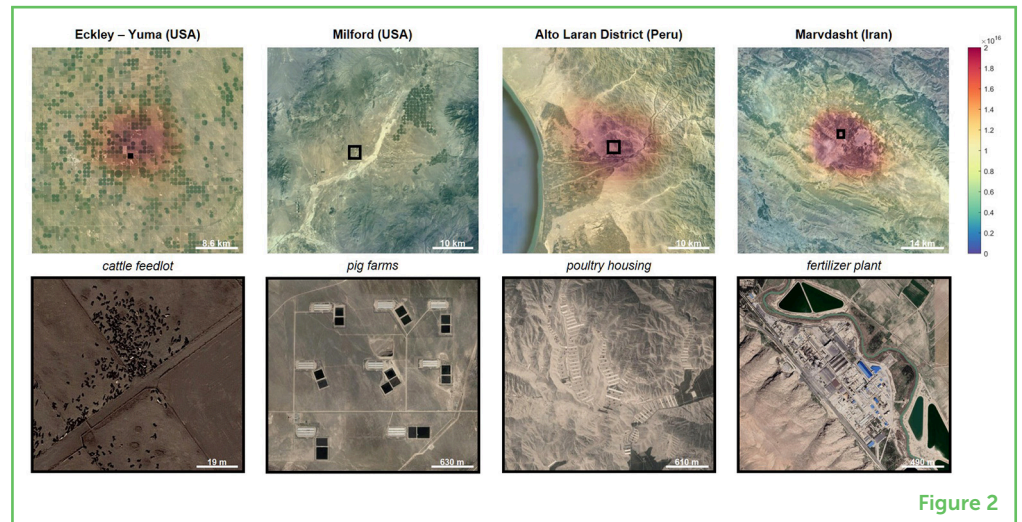 Eckley – Yuma (USA)
Milford (USA)
Alto Laran District (Peru)
Marvdasht (Iran)
×10^16
2
1.8
1.6
1.4
1.2
1
0.8
0.6
0.4
0.2
0
8.6 km
10 km
10 km
14 km
cattle feedlot
pig farms
poultry housing
fertilizer plant
19 m
630 m
610 m
490 m
Figure 2